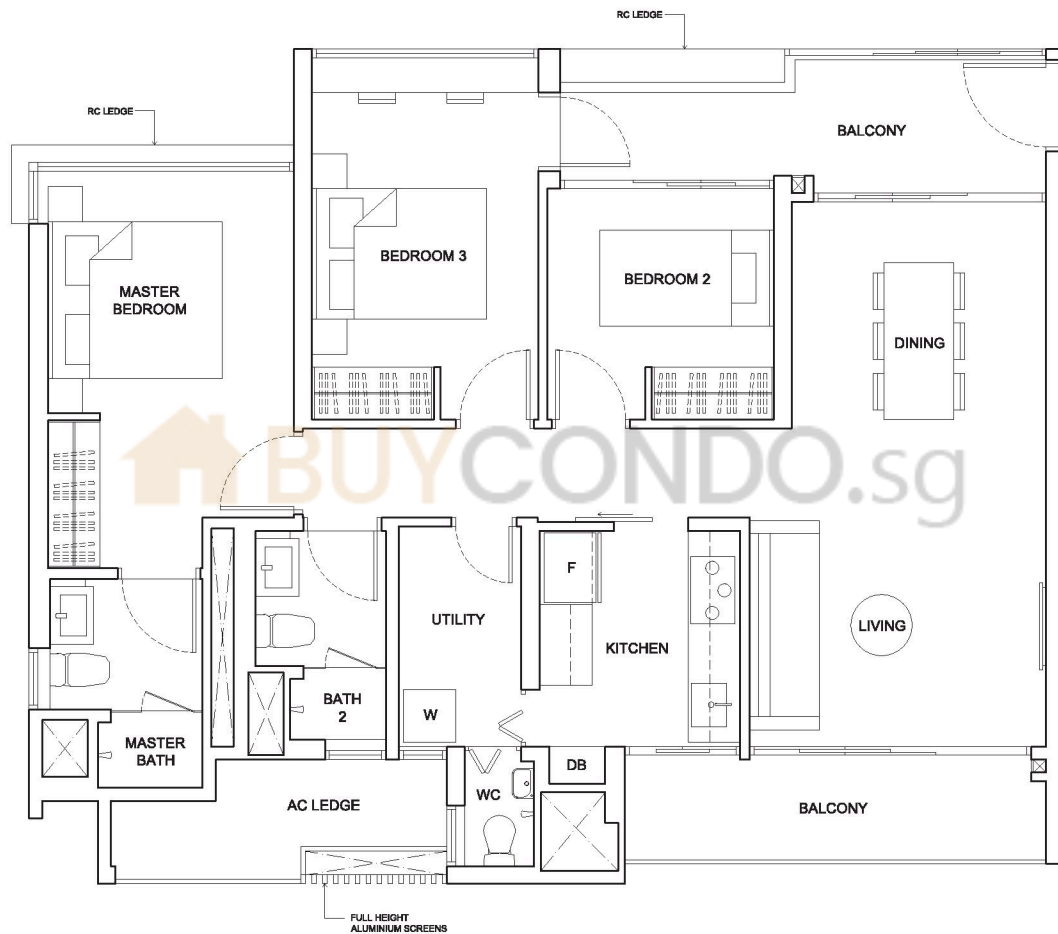 RC LEDGE
RC LEDGE
BALCONY
BEDROOM 3
BEDROOM 2
MASTER
BEDROOM
DINING
BUYCONDO.sg
F
UTILITY
LIVING
KITCHEN
BATH
2
W
MASTER
BATH
DB
WC
AC LEDGE
BALCONY
FULL HEIGHT
ALUMINIUM SCREENS